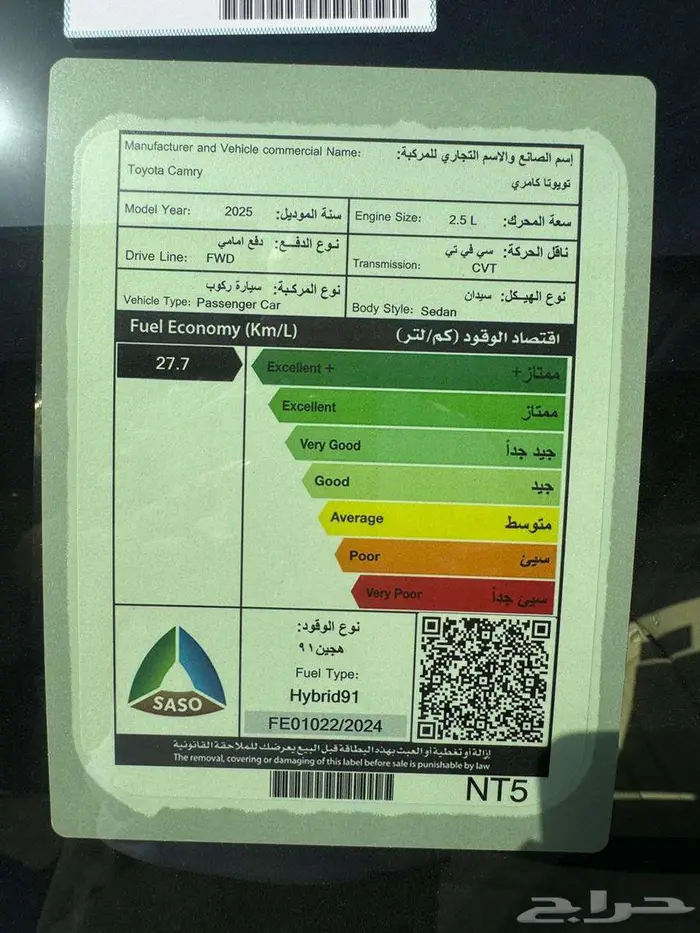 Manufacturer and Vehicle commercial Name: إسم الصانع والاسم التجاري للمركبة:
Toyota Camry تويوتا كامري
Model Year: 2025 سنة الموديل:
Engine Size: 2.5 L سعة المحرك:
نوع الدفـــع: دفع امامي
Drive Line: FWD
ناقل الحركة: سي في تي
Transmission: CVT
نوع المركبة: سيارة ركوب
Vehicle Type: Passenger Car
نوع الهيكل: سيدان
Body Style: Sedan
Fuel Economy (Km/L) اقتصاد الوقود (كم/لتر)
27.7
Excellent + ممتاز+
Excellent ممتاز
Very Good جيد جداً
Good جيد
Average متوسط
Poor سيئ
Very Poor سيئ جداً
SASO
نوع الوقود:
هجين٩١
Fuel Type:
Hybrid91
FE01022/2024
إزالة أو تغطية أو العبث بهذه البطاقة قبل البيع يعرضك للملاحقة القانونية
The removal, covering or damaging of this label before sale is punishable by law
NT5
حراج